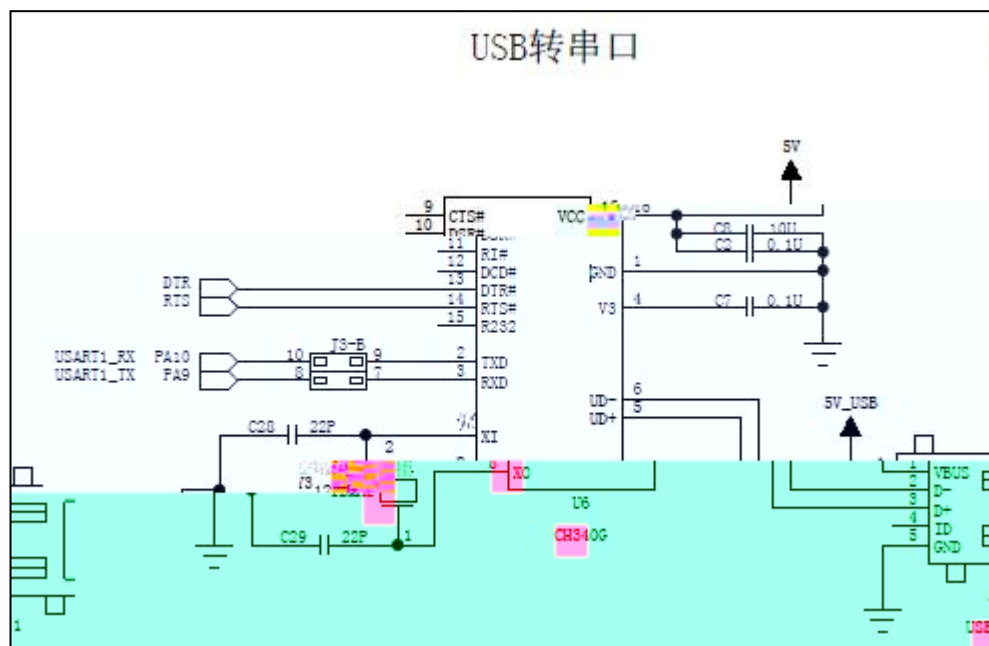 USB转串口
5V
9 CTS# VCC
10
C8 10U
C2 0.1U
11 RI#
12 DCD# GND 1
DTR 13 DTR#
RTS 14 RTS# V3 4 C7 0.1U
15 R232
J3-B
USART1_RX PA10 10 9 2 TXD
USART1_TX PA9 8 7 3 RXD
UD- 6
UD+ 5
5V_USB
C28 22P XI
2
XO
1 VBUS
2 D-
3 D+
4 ID
5 GND
U6
CH340G
C29 22P 1
1
USB